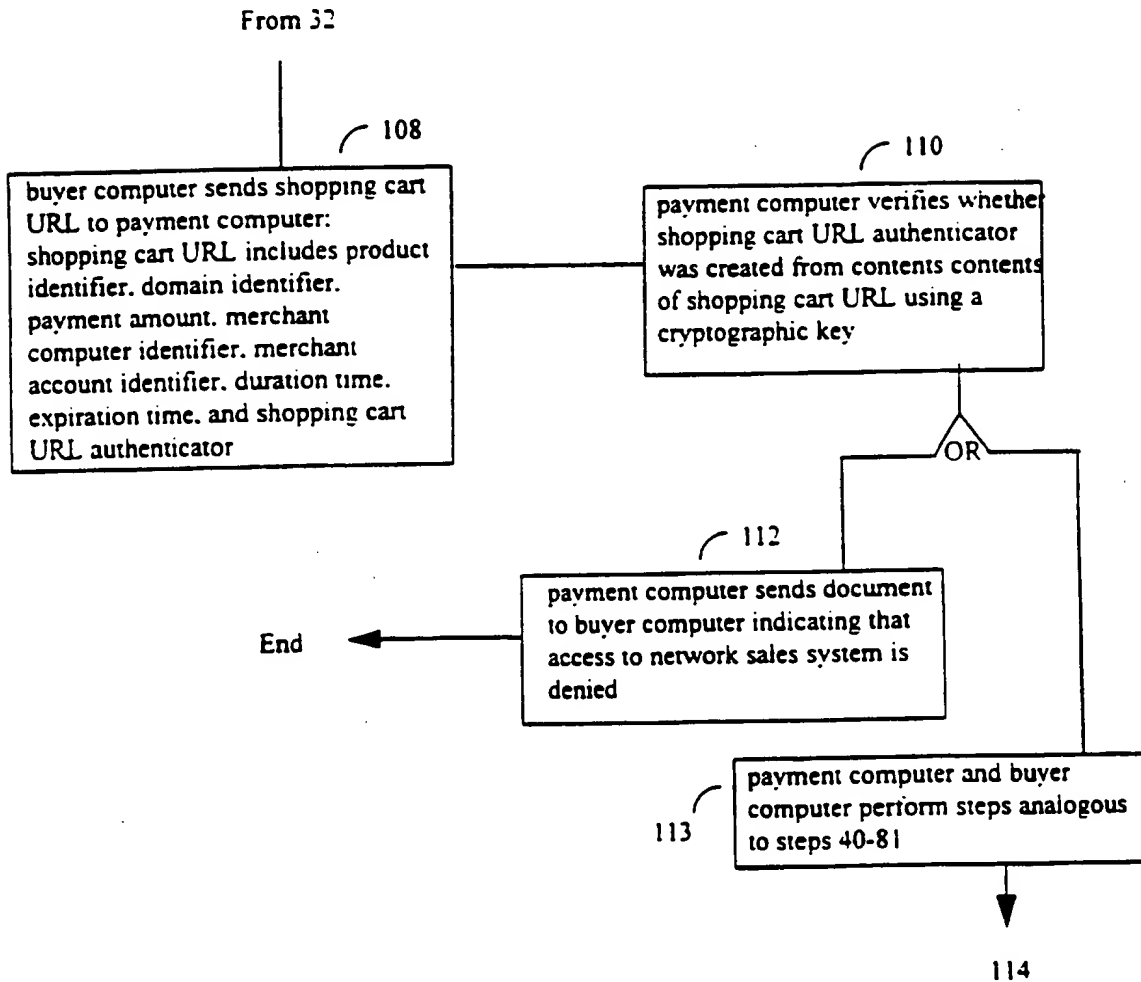 From 32
108
buyer computer sends shopping cart
URL to payment computer:
shopping cart URL includes product
identifier. domain identifier.
payment amount. merchant
computer identifier. merchant
account identifier. duration time.
expiration time. and shopping cart
URL authenticator
110
payment computer verifies whether
shopping cart URL authenticator
was created from contents contents
of shopping cart URL using a
cryptographic key
OR
112
payment computer sends document
to buyer computer indicating that
access to network sales system is
denied
End
113
payment computer and buyer
computer perform steps analogous
to steps 40-81
114